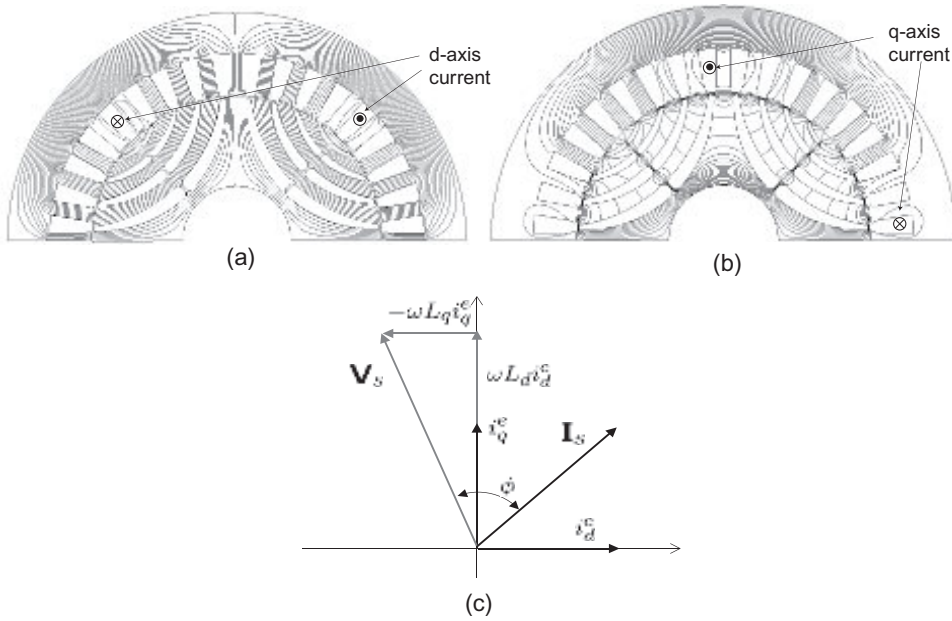 d-axis
current
q-axis
current
(a)
(b)
−ωL_q i_q^e
V_s
ωL_d i_d^e
i_q^e
I_s
ϕ
i_d^e
(c)